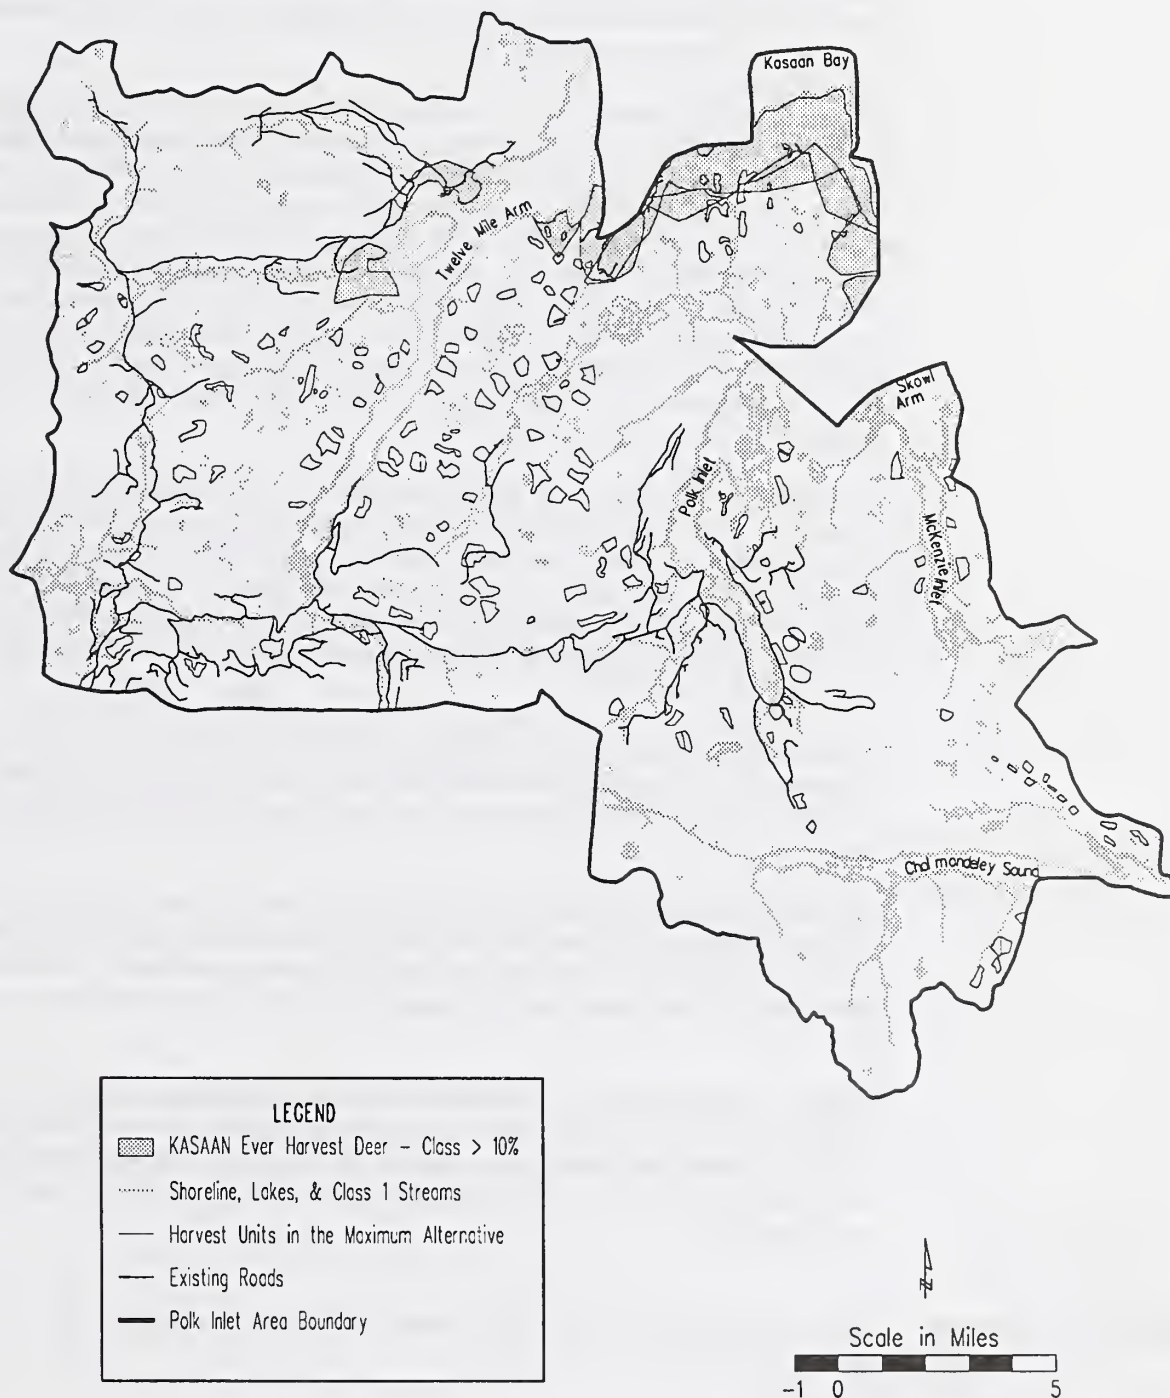 Kasaan Bay
Twelve Mile Arm
Skowl
Arm
Polk Inlet
McKenzie Inlet
Cholmondeley Sound
LEGEND
KASAAN Ever Harvest Deer - Class > 10%
Shoreline, Lakes, & Class 1 Streams
Harvest Units in the Maximum Alternative
Existing Roads
Polk Inlet Area Boundary
N
Scale in Miles
-1 0 5